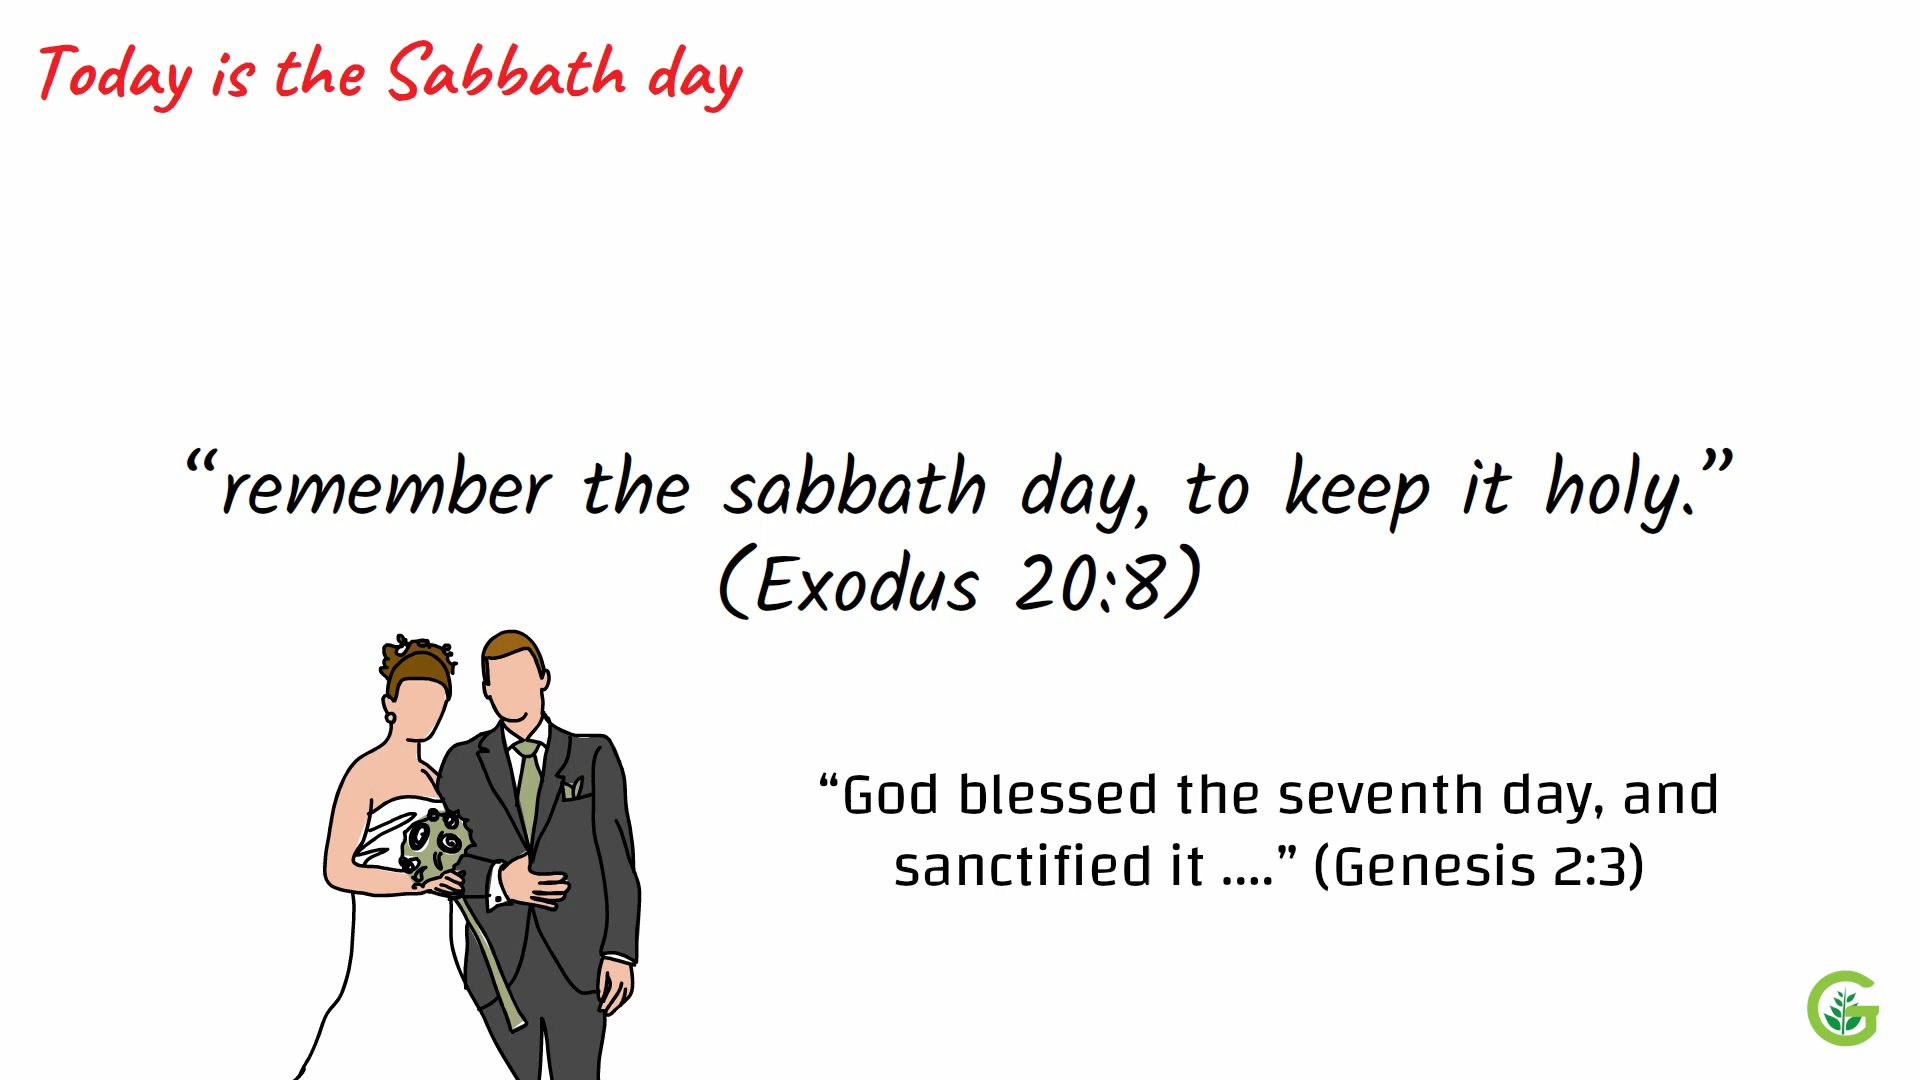 Today is the Sabbath day
“remember the sabbath day, to keep it holy.”
(Exodus 20:8)
“God blessed the seventh day, and
sanctified it ....” (Genesis 2:3)
G